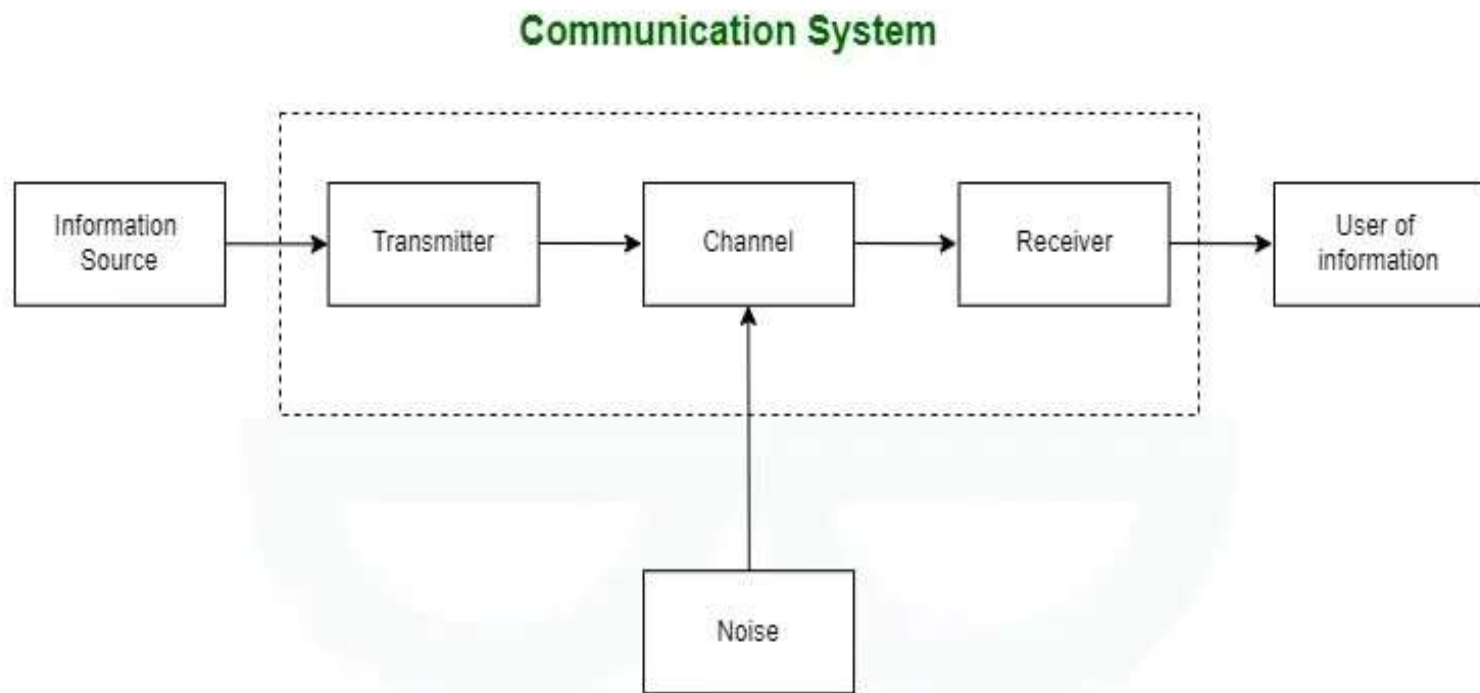 Communication System
Information
Source
Transmitter
Channel
Receiver
User of
information
Noise